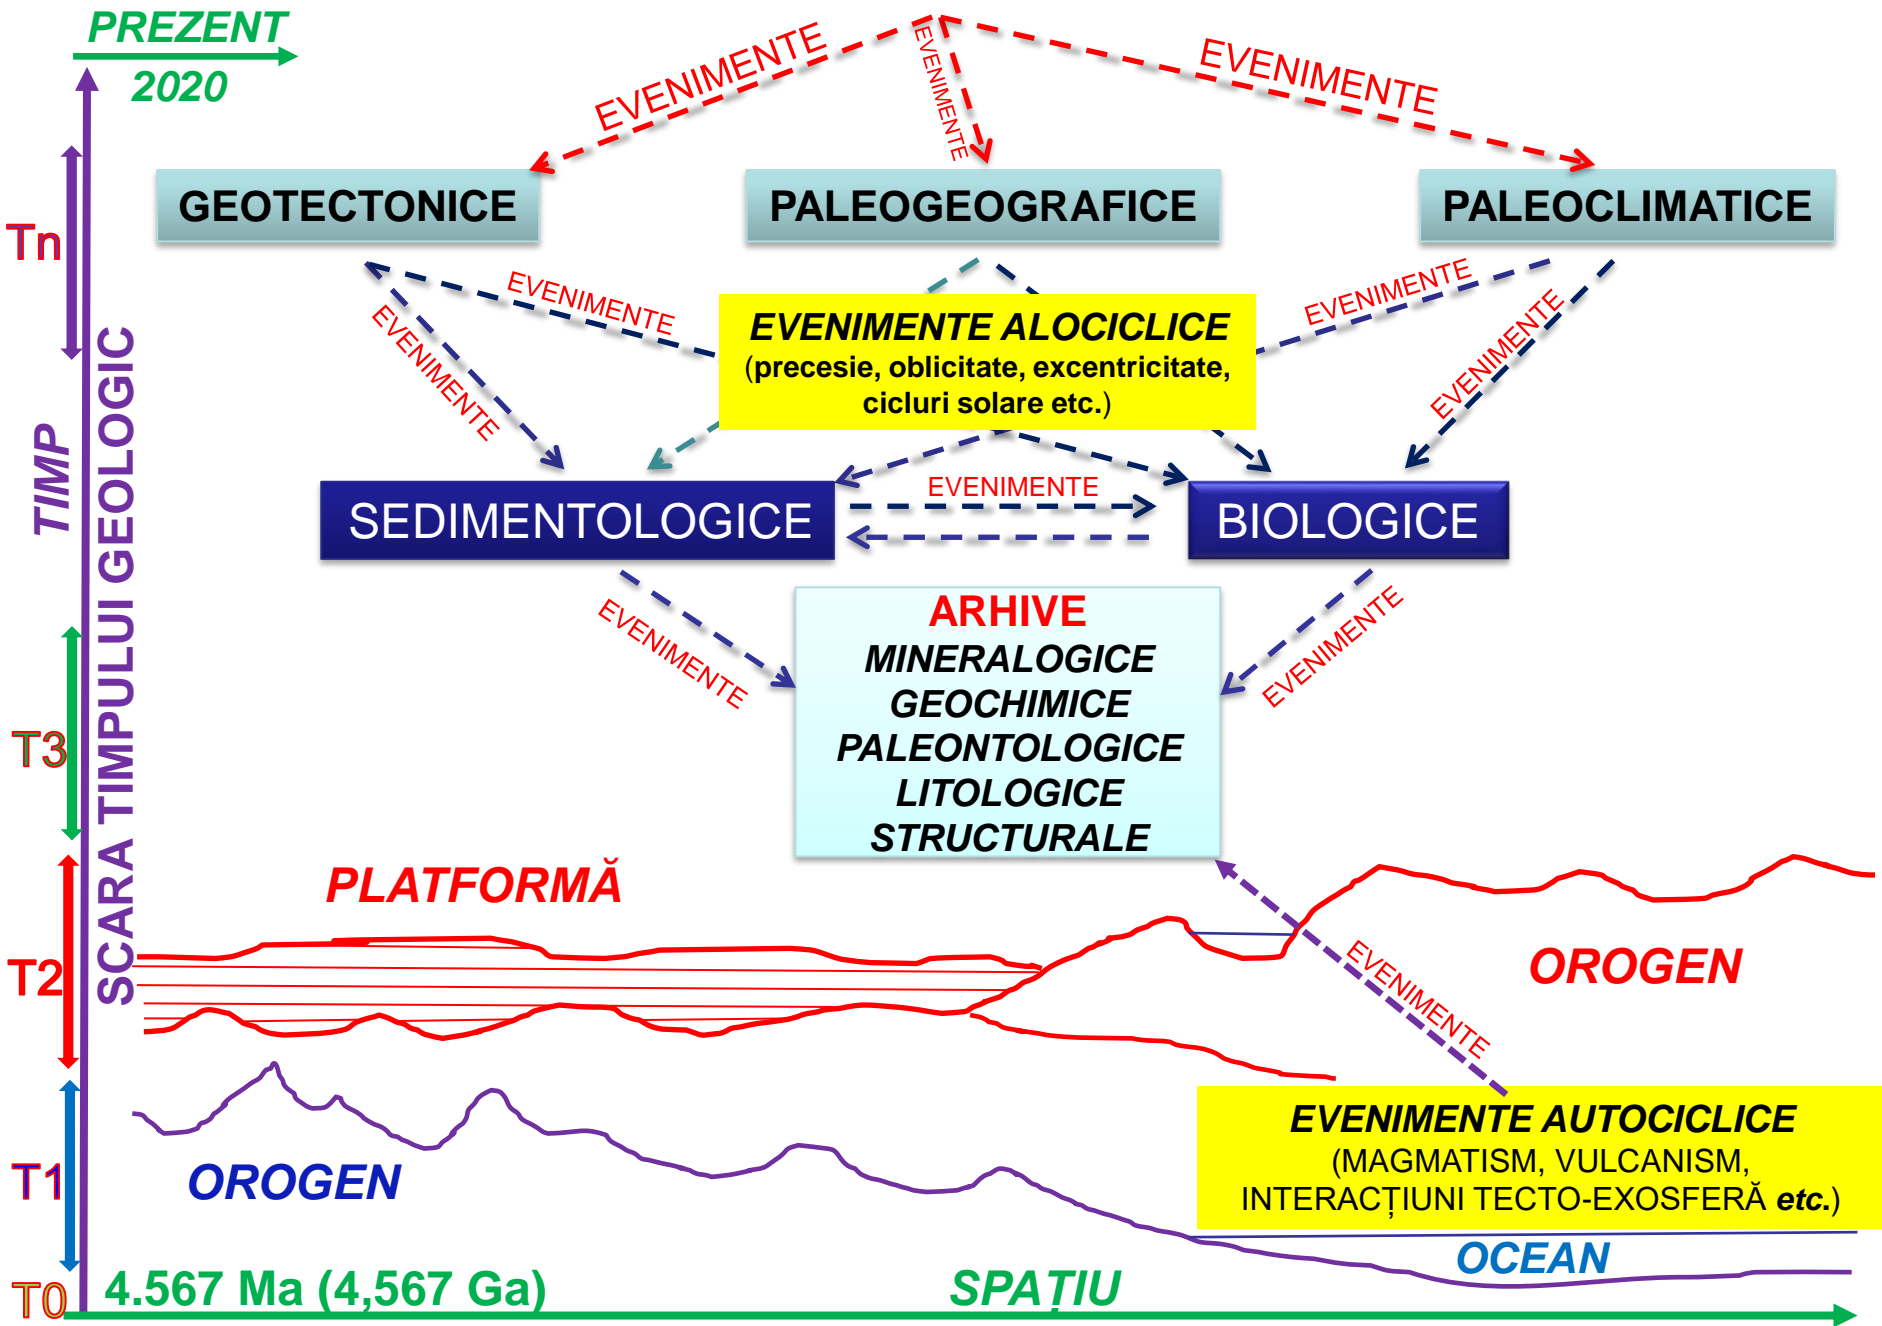 PREZENT
2020
EVENIMENTE
EVENIMENTE
EVENIMENTE
GEOTECTONICE
PALEOGEOGRAFICE
PALEOCLIMATICE
Tn
EVENIMENTE
EVENIMENTE
EVENIMENTE
EVENIMENTE
EVENIMENTE ALOCICLICE
(precesie, oblicitate, excentricitate,
cicluri solare etc.)
TIMP
SCARA TIMPULUI GEOLOGIC
SEDIMENTOLOGICE
EVENIMENTE
BIOLOGICE
EVENIMENTE
EVENIMENTE
ARHIVE
MINERALOGICE
GEOCHIMICE
PALEONTOLOGICE
LITOLOGICE
STRUCTURALE
T3
PLATFORMĂ
T2
OROGEN
EVENIMENTE
T1
OROGEN
EVENIMENTE AUTOCICLICE
(MAGMATISM, VULCANISM,
INTERACȚIUNI TECTO-EXOSFERĂ etc.)
OCEAN
T0
4.567 Ma (4,567 Ga)
SPAȚIU